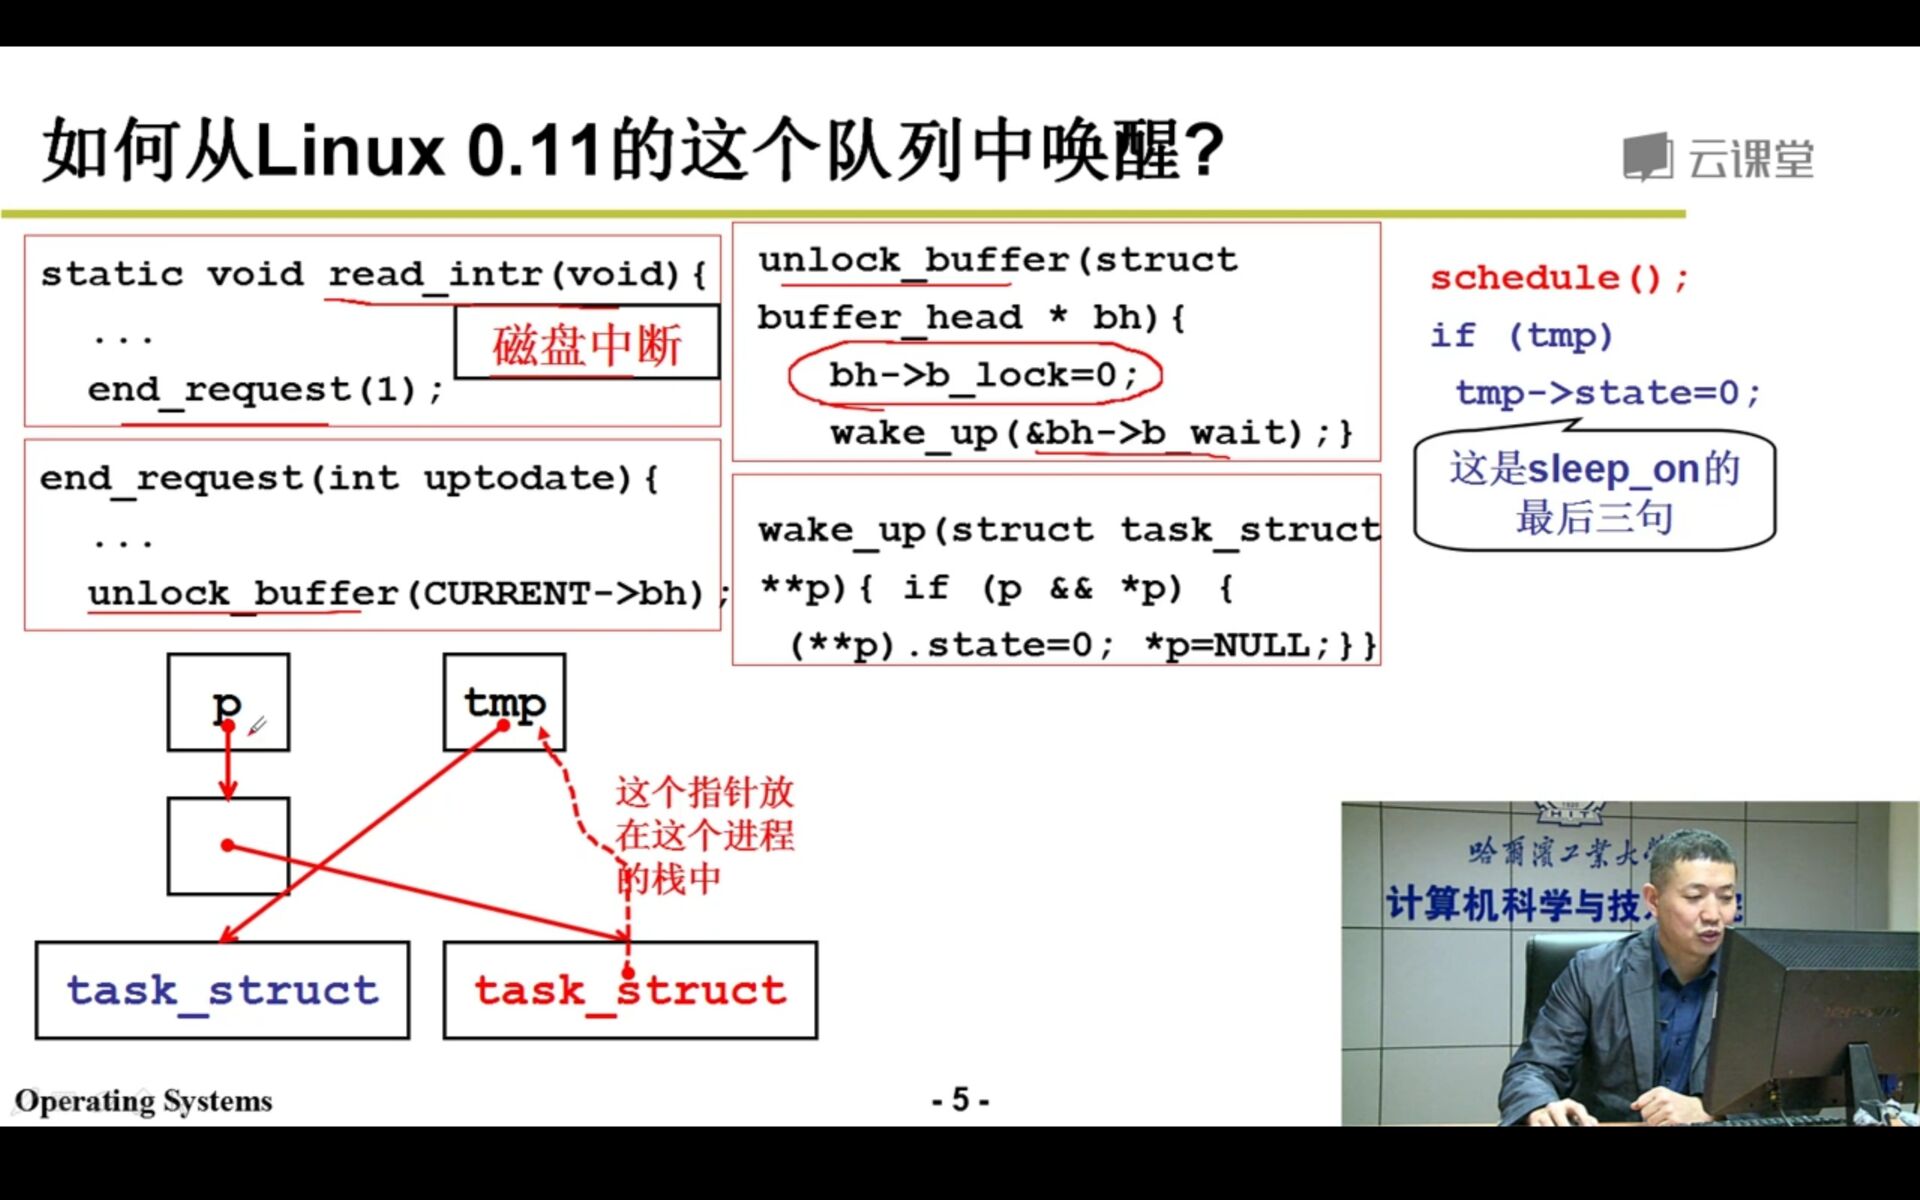 如何从Linux 0.11的这个队列中唤醒?
云课堂
static void read_intr(void){
...
磁盘中断
end_request(1);
end_request(int uptodate){
...
unlock_buffer(CURRENT->bh);
unlock_buffer(struct
buffer_head * bh){
bh->b_lock=0;
wake_up(&bh->b_wait);}
wake_up(struct task_struct
**p){ if (p && *p) {
(**p).state=0; *p=NULL;}}
schedule();
if (tmp)
tmp->state=0;
这是sleep_on的
最后三句
p
tmp
这个指针放
在这个进程
的栈中
task_struct
task_struct
HIT
哈爾濱工業大
计算机科学与技
Operating Systems
- 5 -